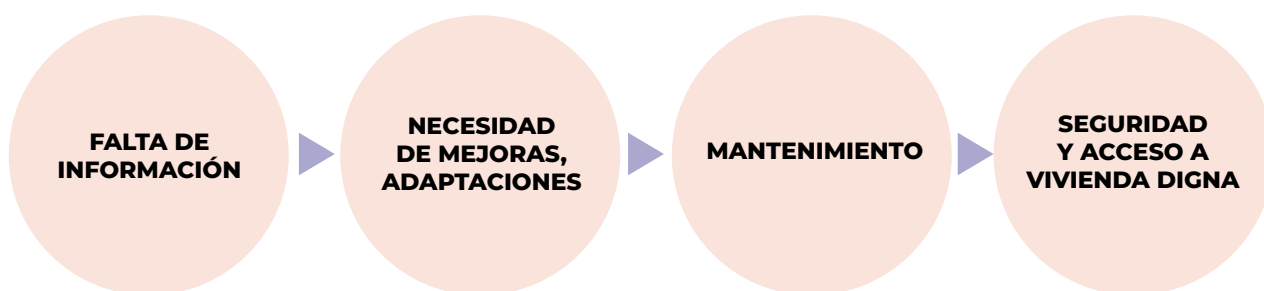 FALTA DE
INFORMACIÓN
NECESIDAD
DE MEJORAS,
ADAPTACIONES
MANTENIMIENTO
SEGURIDAD
Y ACCESO A
VIVIENDA DIGNA